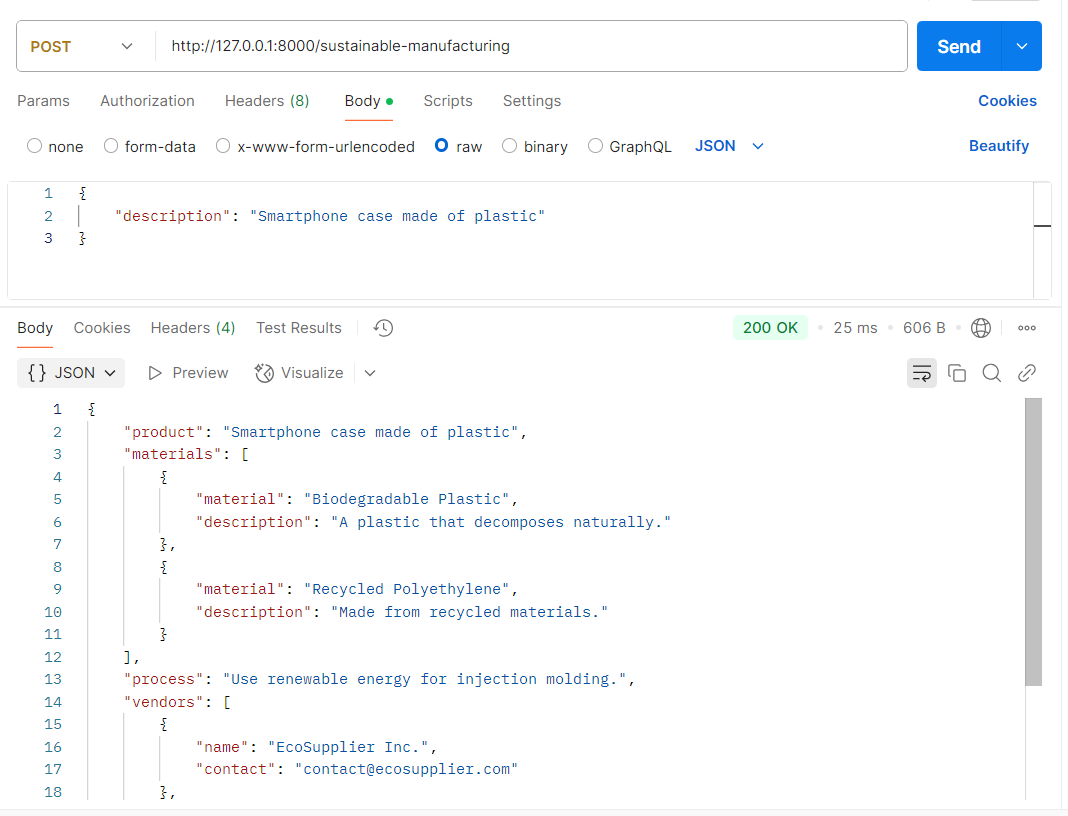 POST http://127.0.0.1:8000/sustainable-manufacturing Send
Params Authorization Headers (8) Body Scripts Settings Cookies
none form-data x-www-form-urlencoded raw binary GraphQL JSON Beautify
1 {
2 "description": "Smartphone case made of plastic"
3 }
Body Cookies Headers (4) Test Results 200 OK 25 ms 606 B
{} JSON Preview Visualize
1 {
2 "product": "Smartphone case made of plastic",
3 "materials": [
4 {
5 "material": "Biodegradable Plastic",
6 "description": "A plastic that decomposes naturally."
7 },
8 {
9 "material": "Recycled Polyethylene",
10 "description": "Made from recycled materials."
11 }
12 ],
13 "process": "Use renewable energy for injection molding.",
14 "vendors": [
15 {
16 "name": "EcoSupplier Inc.",
17 "contact": "contact@ecosupplier.com"
18 },